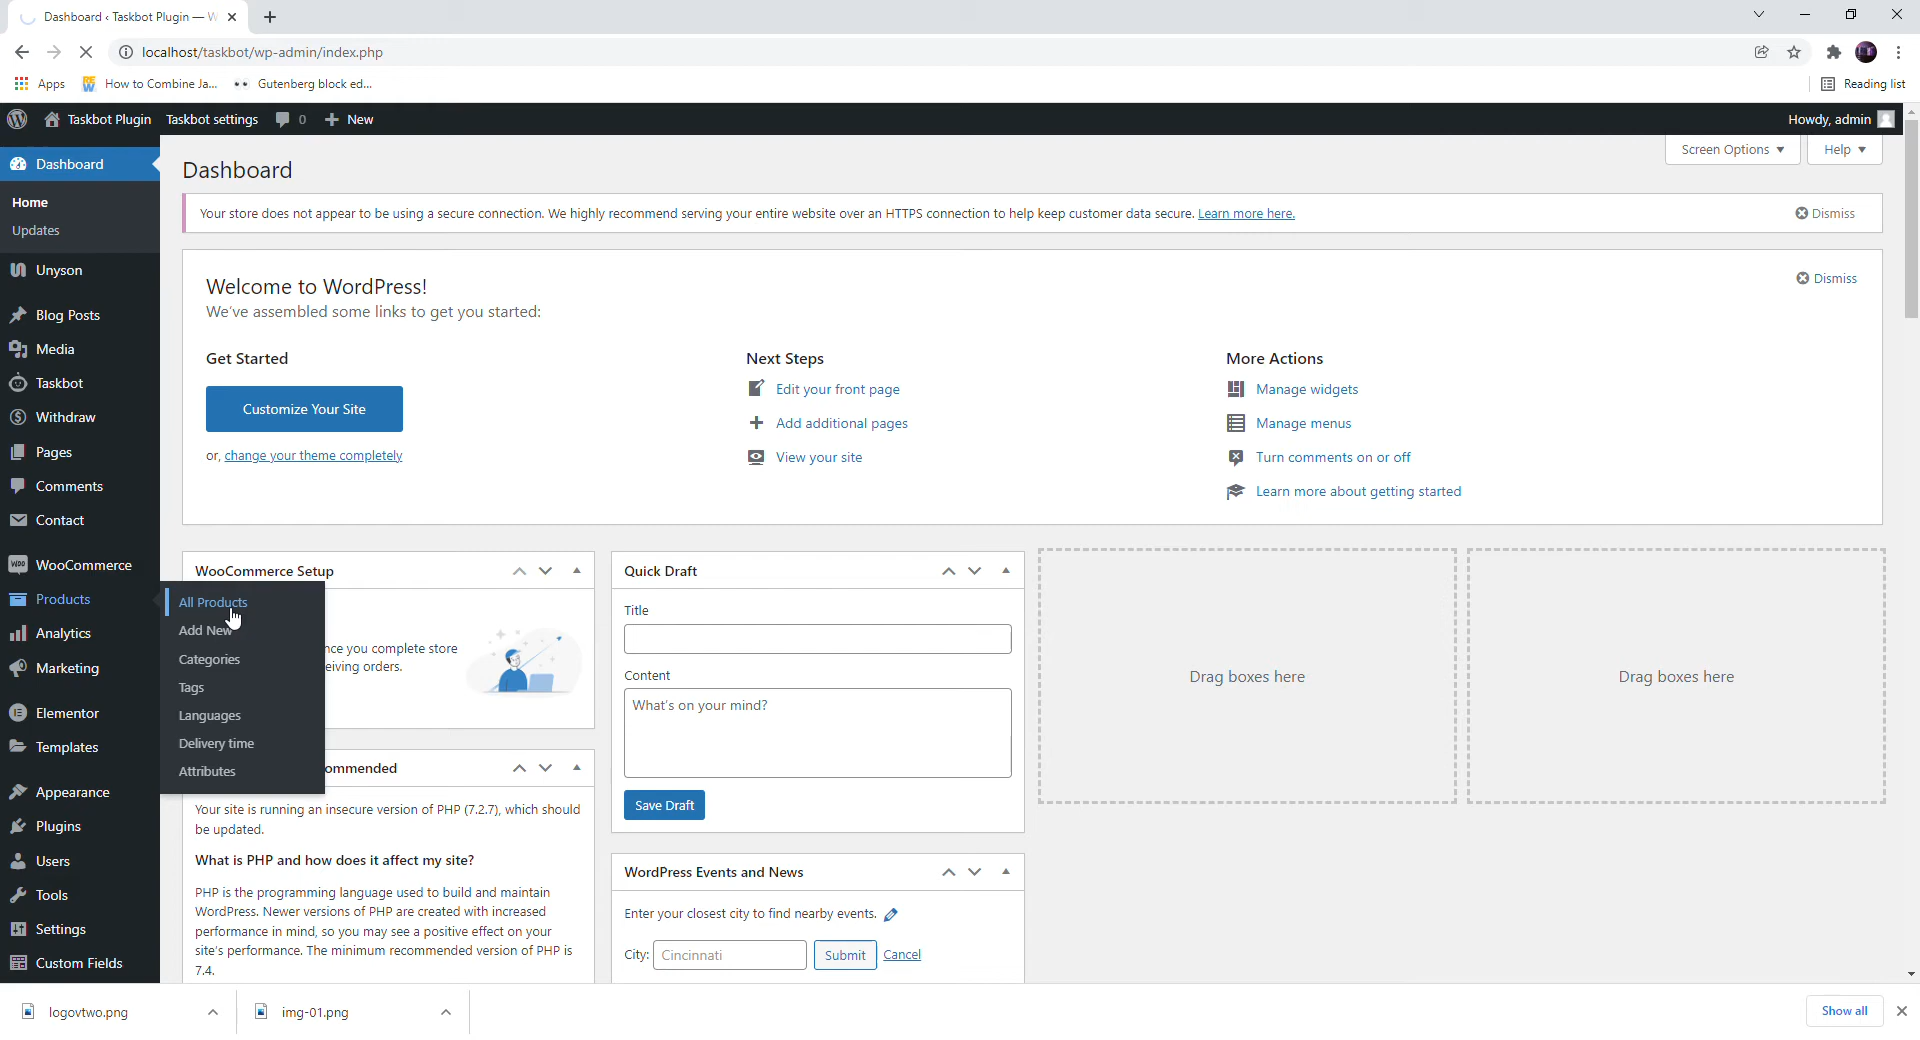 Dashboard ‹ Taskbot Plugin — W
localhost/taskbot/wp-admin/index.php
Apps
How to Combine Ja...
Gutenberg block ed...
Reading list
Taskbot Plugin
Taskbot settings
0
New
Howdy, admin
Dashboard
Home
Updates
Unyson
Blog Posts
Media
Taskbot
Withdraw
Pages
Comments
Contact
WooCommerce
Products
Analytics
Marketing
Elementor
Templates
Appearance
Plugins
Users
Tools
Settings
Custom Fields
All Products
Add New
Categories
Tags
Languages
Delivery time
Attributes
Dashboard
Screen Options
Help
Your store does not appear to be using a secure connection. We highly recommend serving your entire website over an HTTPS connection to help keep customer data secure. Learn more here.
Dismiss
Welcome to WordPress!
We've assembled some links to get you started:
Dismiss
Get Started
Customize Your Site
or, change your theme completely
Next Steps
Edit your front page
Add additional pages
View your site
More Actions
Manage widgets
Manage menus
Turn comments on or off
Learn more about getting started
WooCommerce Setup
you complete store
eiving orders.
ommended
Your site is running an insecure version of PHP (7.2.7), which should
be updated.
What is PHP and how does it affect my site?
PHP is the programming language used to build and maintain
WordPress. Newer versions of PHP are created with increased
performance in mind, so you may see a positive effect on your
site's performance. The minimum recommended version of PHP is
7.4.
Quick Draft
Title
Content
What's on your mind?
Save Draft
WordPress Events and News
Enter your closest city to find nearby events.
City:
Cincinnati
Submit
Cancel
Drag boxes here
Drag boxes here
logovtwo.png
img-01.png
Show all